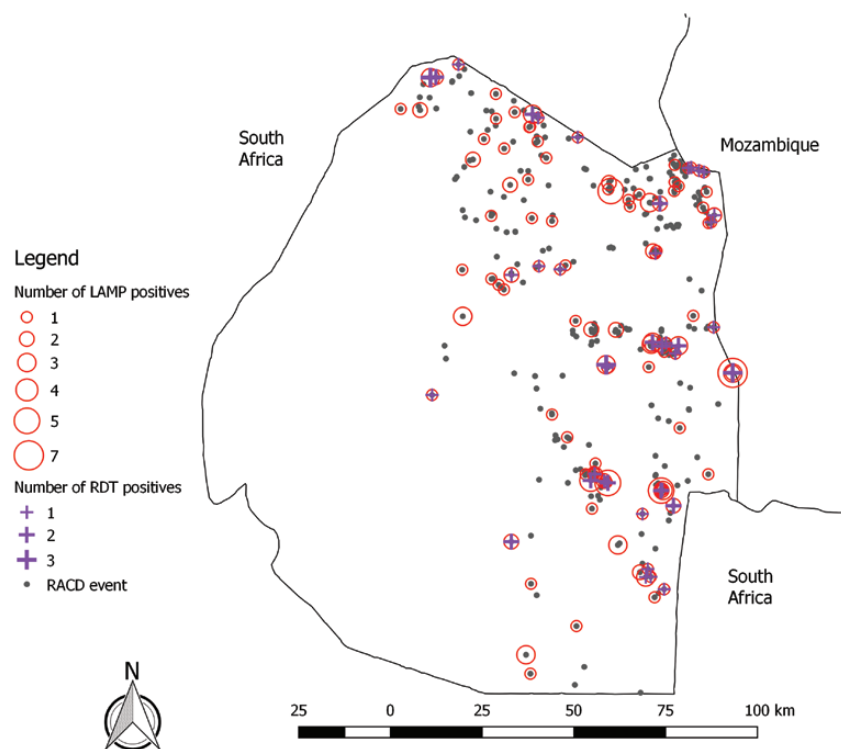 South
Africa
Mozambique
Legend
Number of LAMP positives
1
2
3
4
5
7
Number of RDT positives
1
2
3
RACD event
South
Africa
N
25 0 25 50 75 100 km